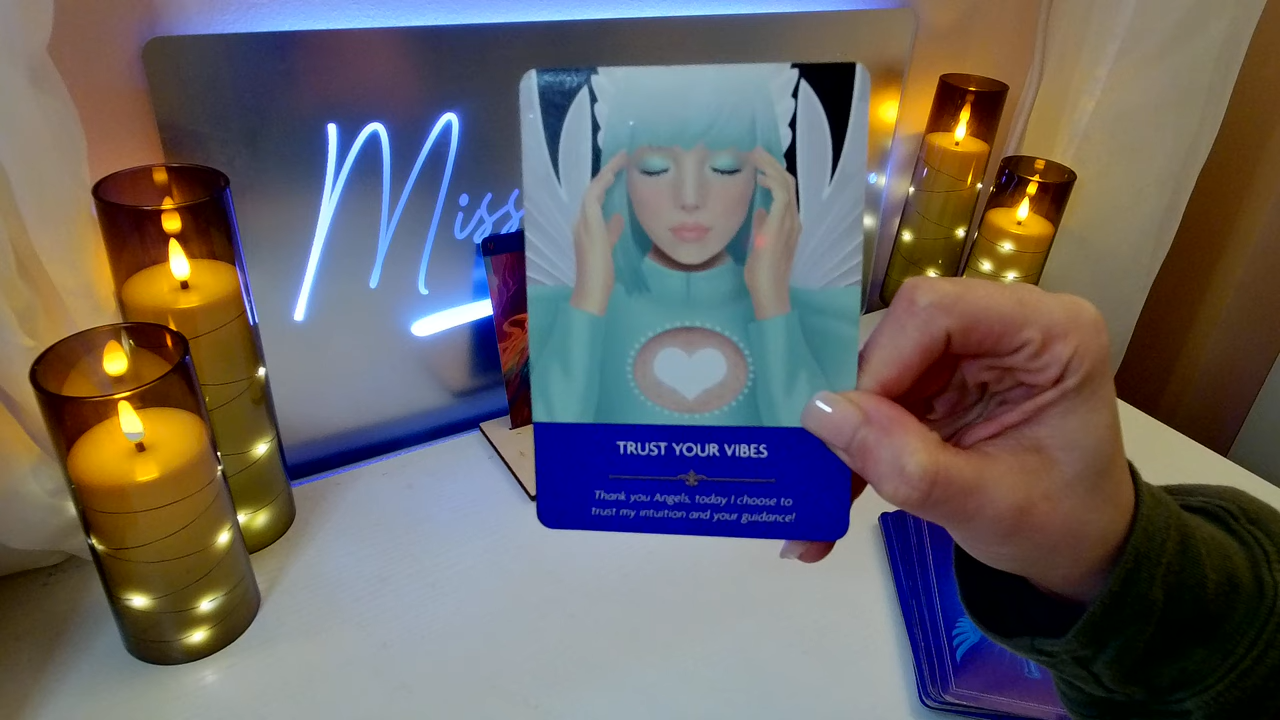 Miss
TRUST YOUR VIBES
Thank you Angels, today I choose to
trust my intuition and your guidance!